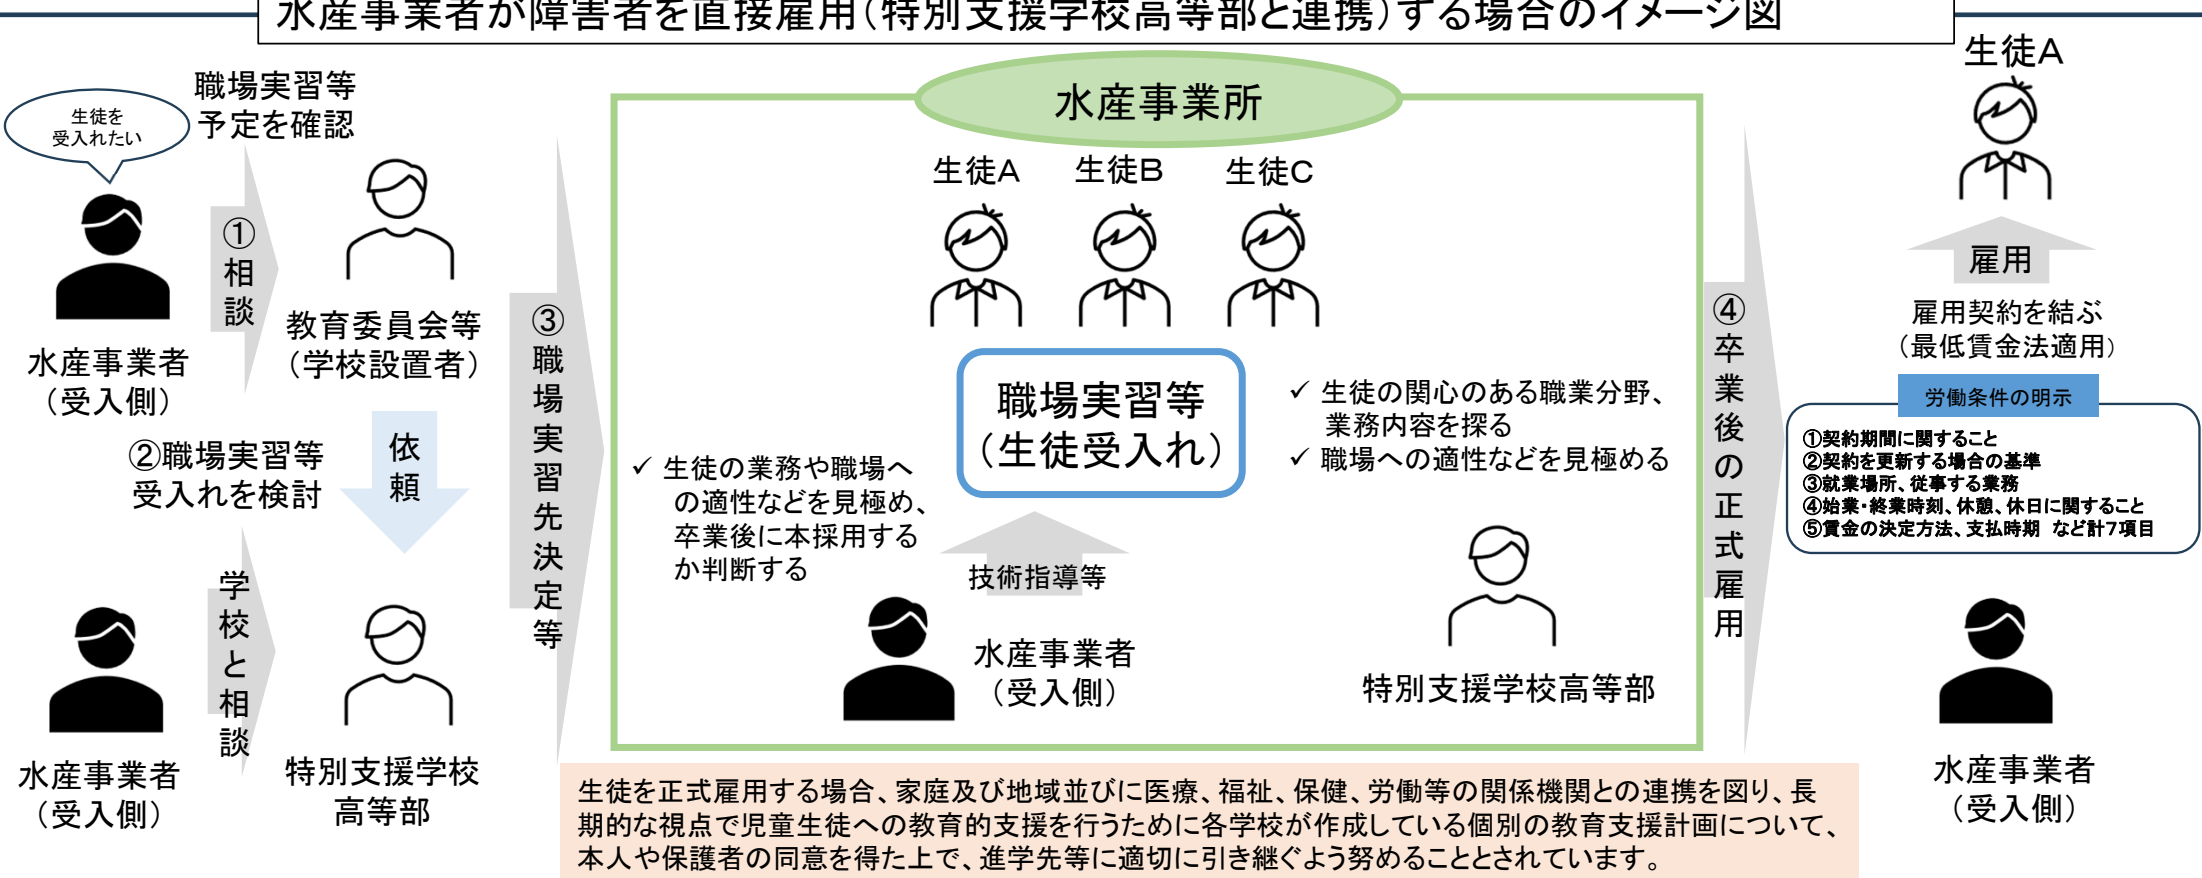 水産事業者が障害者を直接雇用（特別支援学校高等部と連携）する場合のイメージ図
生徒を
受入れたい
職場実習等
予定を確認
①相談
水産事業者
（受入側）
教育委員会等
（学校設置者）
②職場実習等
受入れを検討
依頼
学校と相談
水産事業者
（受入側）
特別支援学校
高等部
③職場実習先決定等
水産事業所
生徒A
生徒B
生徒C
職場実習等
（生徒受入れ）
✓ 生徒の業務や職場へ
の適性などを見極め、
卒業後に本採用する
か判断する
✓ 生徒の関心のある職業分野、
業務内容を探る
✓ 職場への適性などを見極める
技術指導等
水産事業者
（受入側）
特別支援学校高等部
④卒業後の正式雇用
生徒A
雇用
雇用契約を結ぶ
（最低賃金法適用）
労働条件の明示
①契約期間に関すること
②契約を更新する場合の基準
③就業場所、従事する業務
④始業・終業時刻、休憩、休日に関すること
⑤賃金の決定方法、支払時期 など計7項目
水産事業者
（受入側）
生徒を正式雇用する場合、家庭及び地域並びに医療、福祉、保健、労働等の関係機関との連携を図り、長
期的な視点で児童生徒への教育的支援を行うために各学校が作成している個別の教育支援計画について、
本人や保護者の同意を得た上で、進学先等に適切に引き継ぐよう努めることとされています。